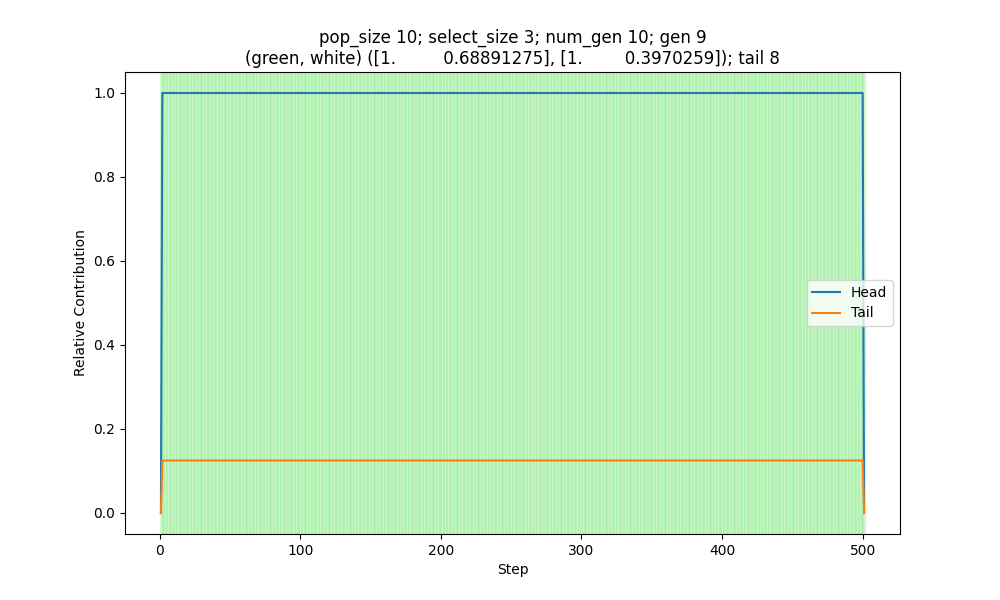 pop_size 10; select_size 3; num_gen 10; gen 9
(green, white) ([1.          0.68891275], [1.         0.3970259]); tail 8
1.0
0.8
0.6
0.4
0.2
0.0
Relative Contribution
Head
Tail
0 100 200 300 400 500
Step